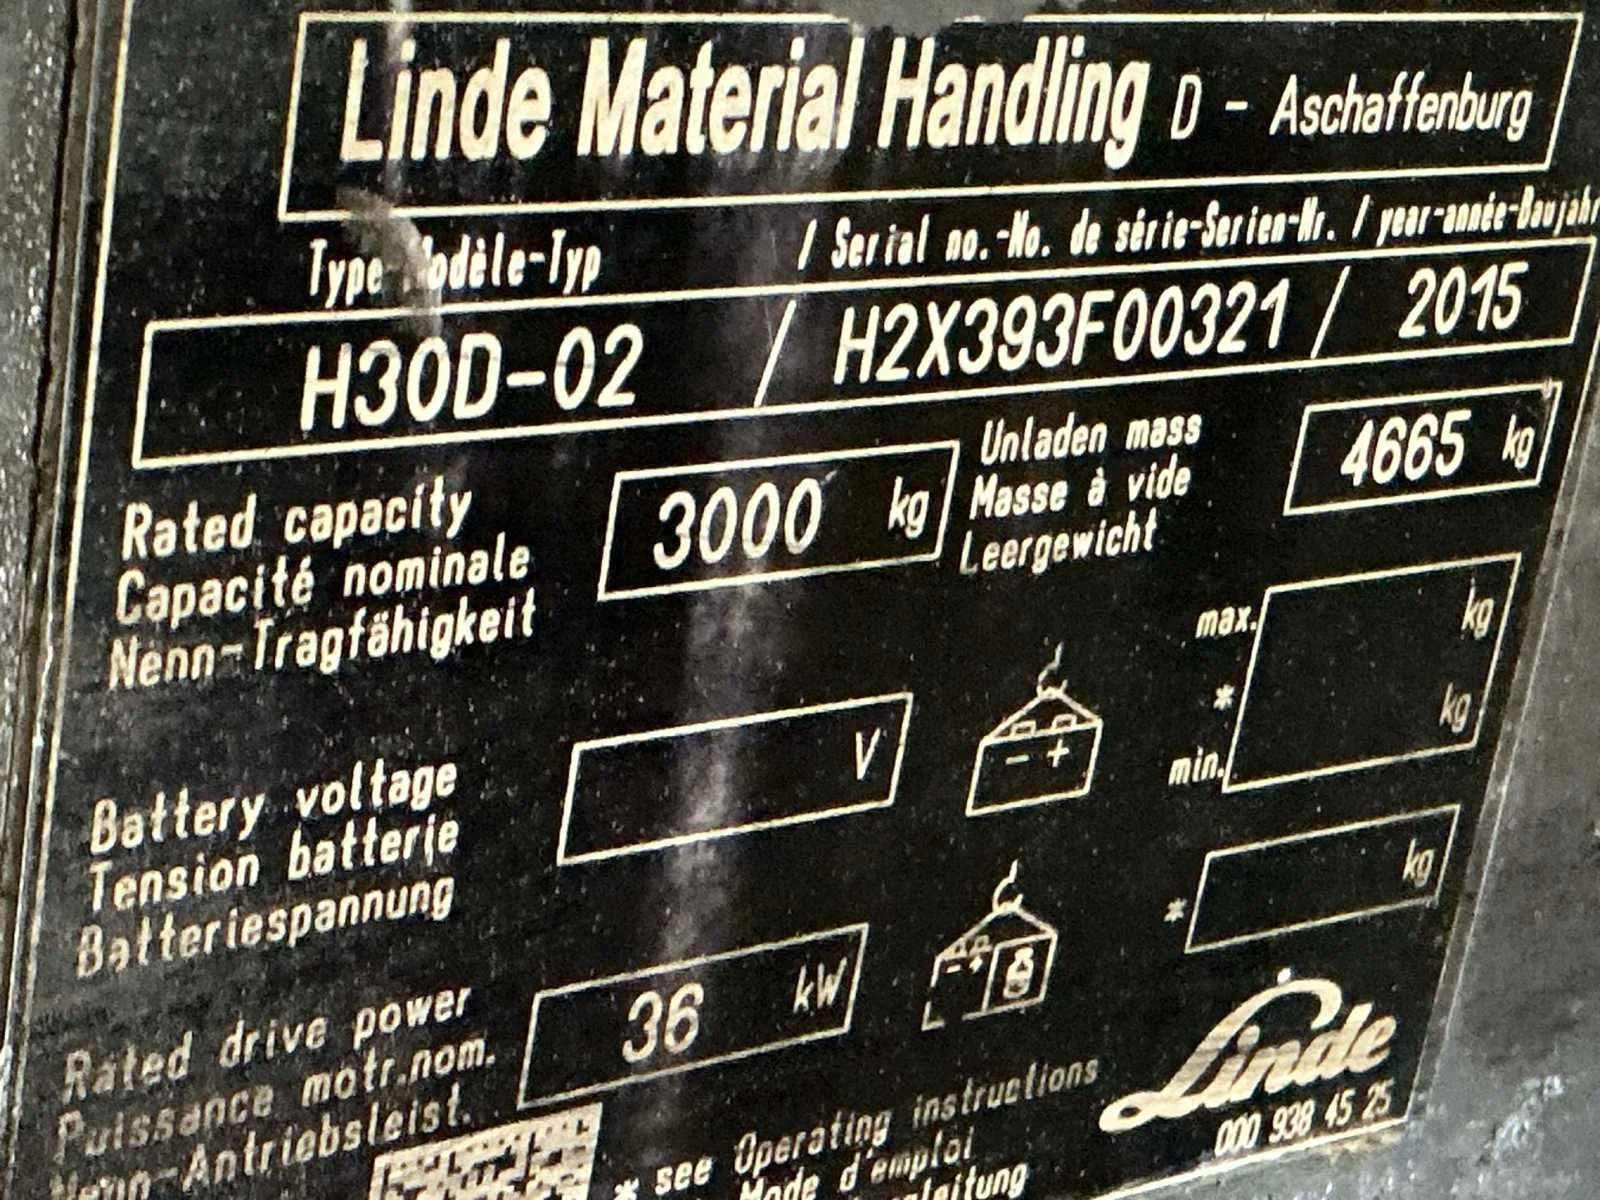 Linde Material Handling D - Aschaffenburg
Type Modèle-Typ / Serial no.-No. de série-Serien-Nr. / year-année-Baujahr
H30D-02 / H2X393F00321 / 2015
Rated capacity
Capacité nominale
Nenn-Tragfähigkeit
3000 kg
Unladen mass
Masse à vide
Leergewicht
4665 kg
max. kg
* kg
min.
Battery voltage
Tension batterie
Batteriespannung
V
- +
* kg
- +
Rated drive power
Puissance motr.nom.
Nenn-Antriebsleist.
36 kW
* see Operating instructions
Mode d'emploi
Linde
000 938 45 25